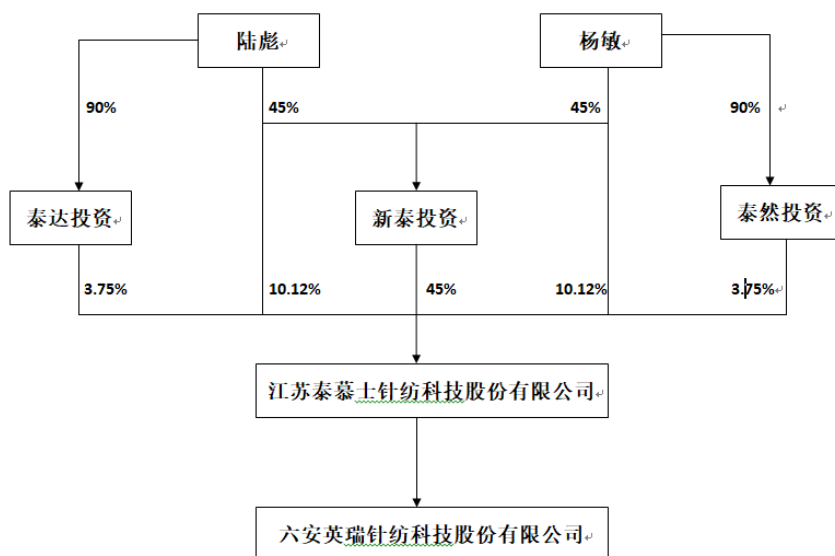 陆彪
杨敏
90%
45%
45%
90%
泰达投资
新泰投资
泰然投资
3.75%
10.12%
45%
10.12%
3.75%
江苏泰慕士针纺科技股份有限公司
六安英瑞针纺科技股份有限公司